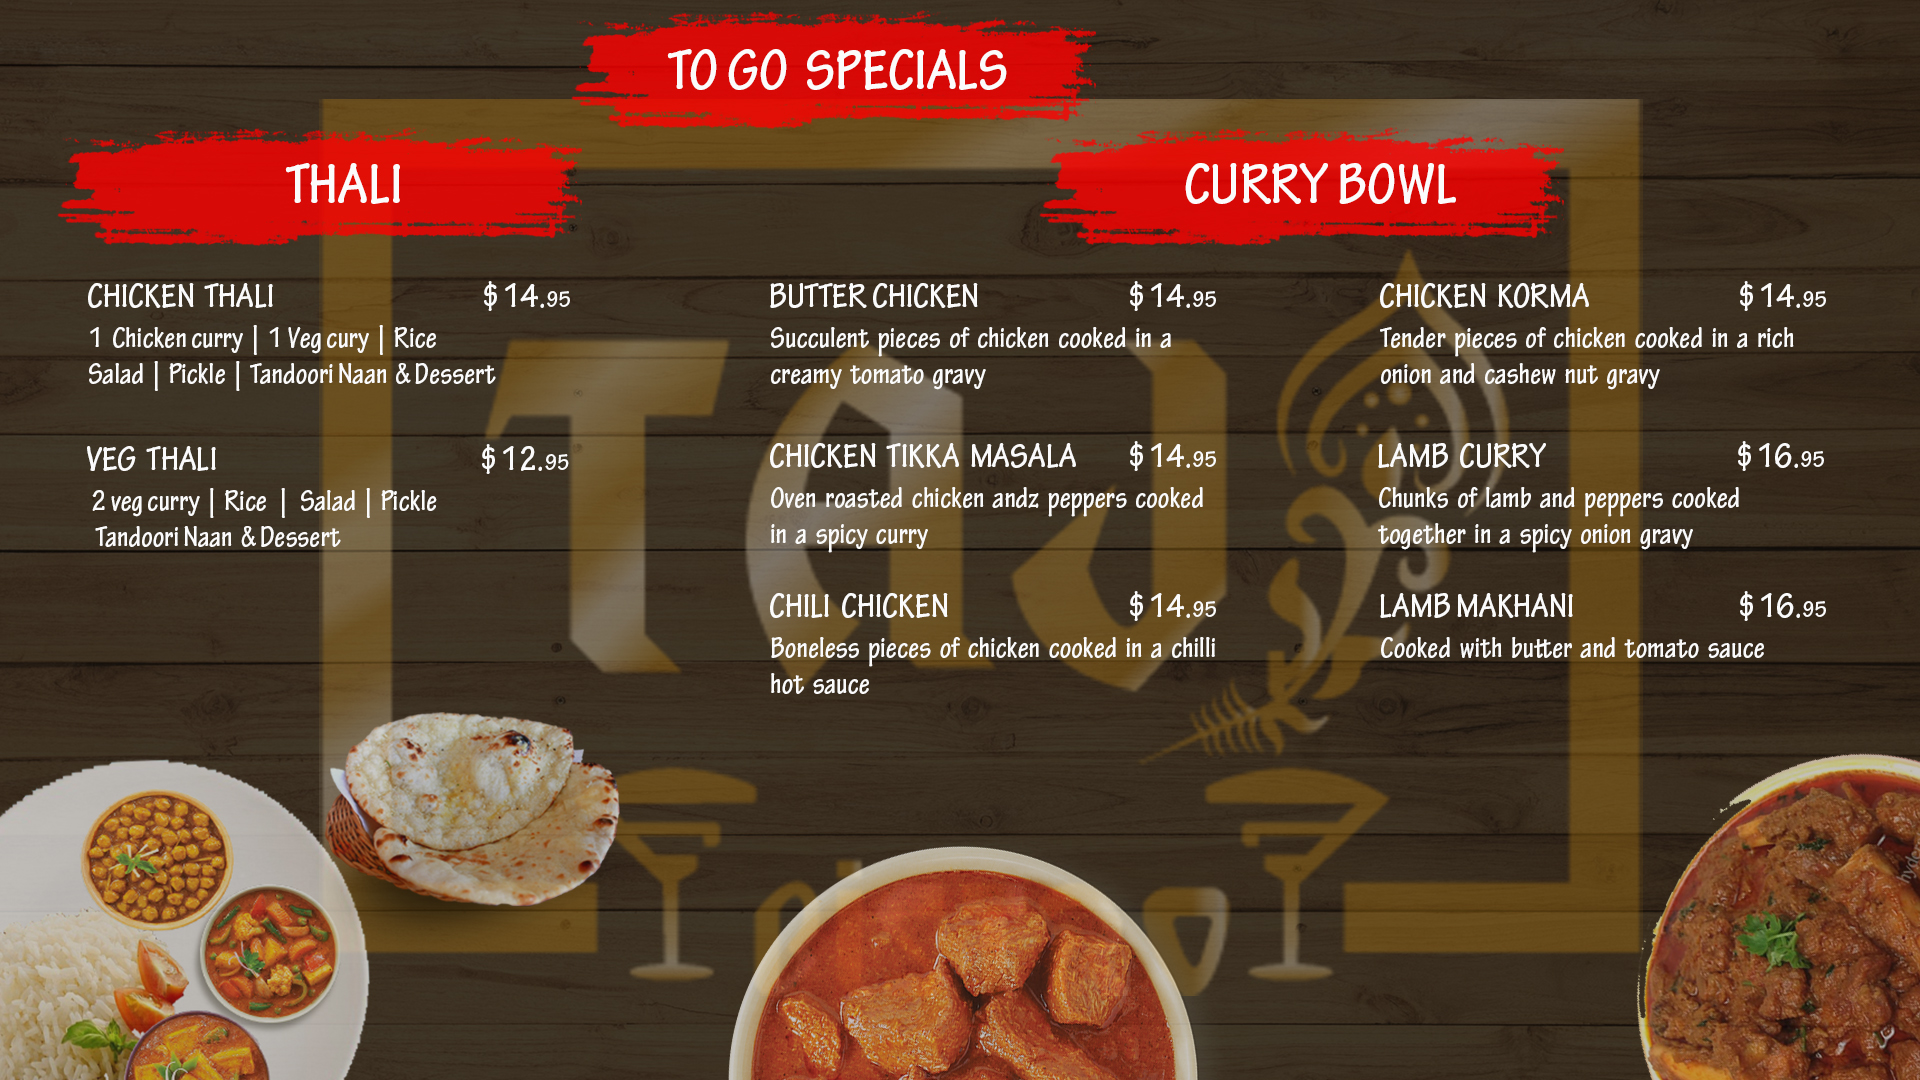 TO GO SPECIALS
THALI
CHICKEN THALI $14.95
1 Chicken curry | 1 Veg cury | Rice
Salad | Pickle | Tandoori Naan & Dessert
VEG THALI $12.95
2 veg curry | Rice | Salad | Pickle
Tandoori Naan & Dessert
CURRY BOWL
BUTTER CHICKEN $14.95
Succulent pieces of chicken cooked in a
creamy tomato gravy
CHICKEN TIKKA MASALA $14.95
Oven roasted chicken andz peppers cooked
in a spicy curry
CHILI CHICKEN $14.95
Boneless pieces of chicken cooked in a chilli
hot sauce
CHICKEN KORMA $14.95
Tender pieces of chicken cooked in a rich
onion and cashew nut gravy
LAMB CURRY $16.95
Chunks of lamb and peppers cooked
together in a spicy onion gravy
LAMB MAKHANI $16.95
Cooked with butter and tomato sauce
Taj